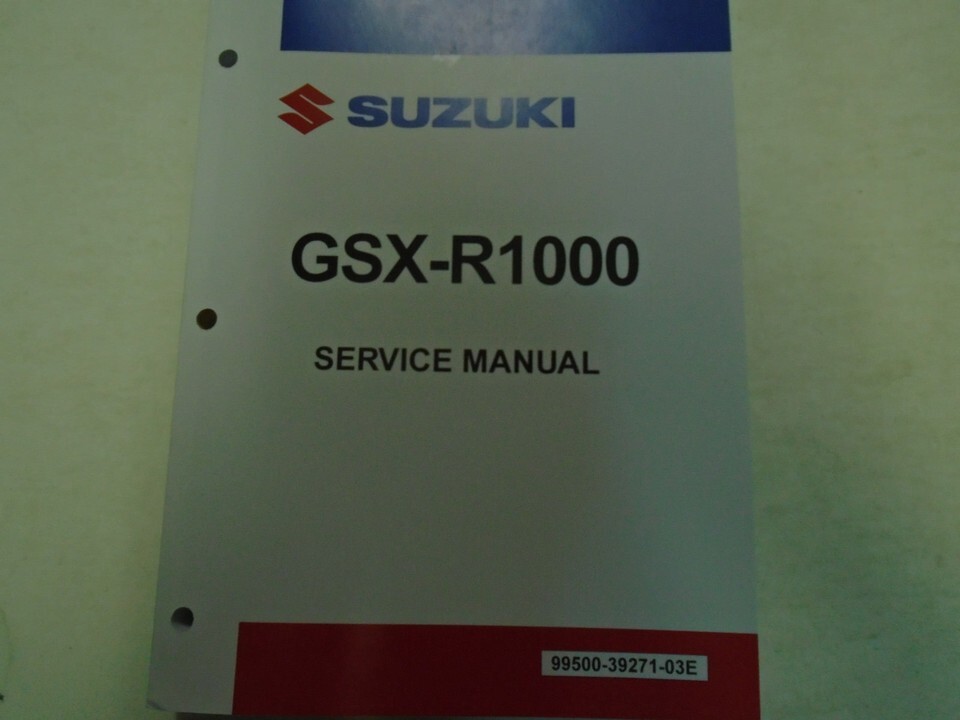 SUZUKI
GSX-R1000
SERVICE MANUAL
99500-39271-03E